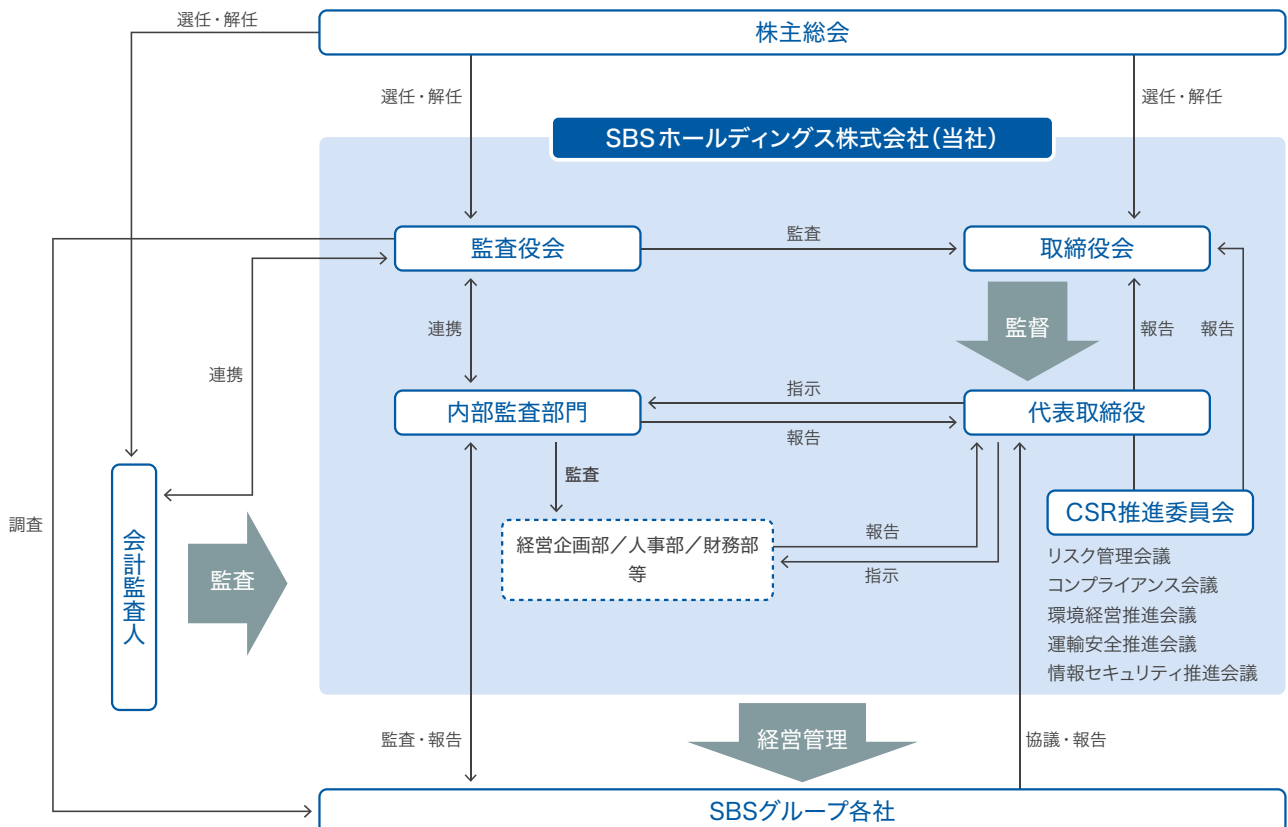 選任・解任
株主総会
選任・解任
選任・解任
SBSホールディングス株式会社(当社)
監査役会
監査
取締役会
連携
監督
報告
報告
連携
指示
内部監査部門
代表取締役
報告
監査
調査
会計監査人
監査
経営企画部／人事部／財務部
等
報告
指示
CSR推進委員会
リスク管理会議
コンプライアンス会議
環境経営推進会議
運輸安全推進会議
情報セキュリティ推進会議
監査・報告
経営管理
協議・報告
SBSグループ各社